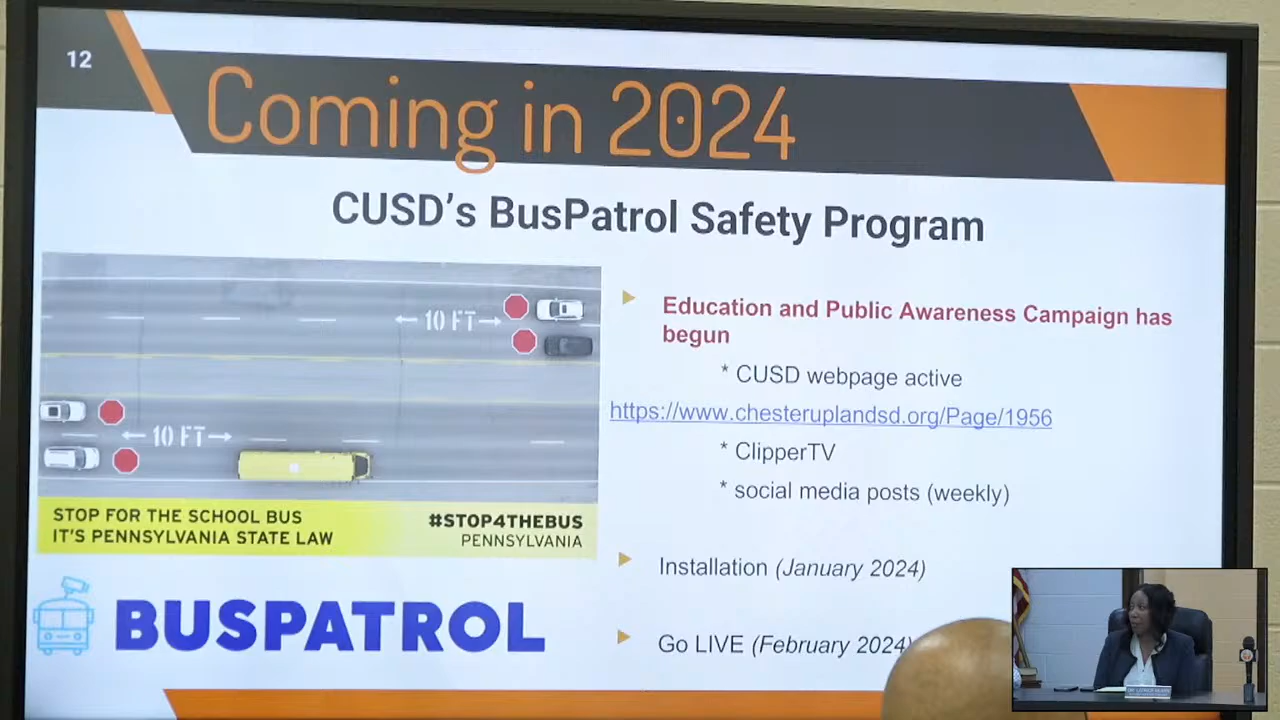 12
Coming in 2024
CUSD's BusPatrol Safety Program
10 FT
10 FT
STOP FOR THE SCHOOL BUS
IT'S PENNSYLVANIA STATE LAW
#STOP4THEBUS
PENNSYLVANIA
BUSPATROL
Education and Public Awareness Campaign has
begun
* CUSD webpage active
https://www.chesteruplandsd.org/Page/1956
* ClipperTV
* social media posts (weekly)
Installation (January 2024)
Go LIVE (February 2024)